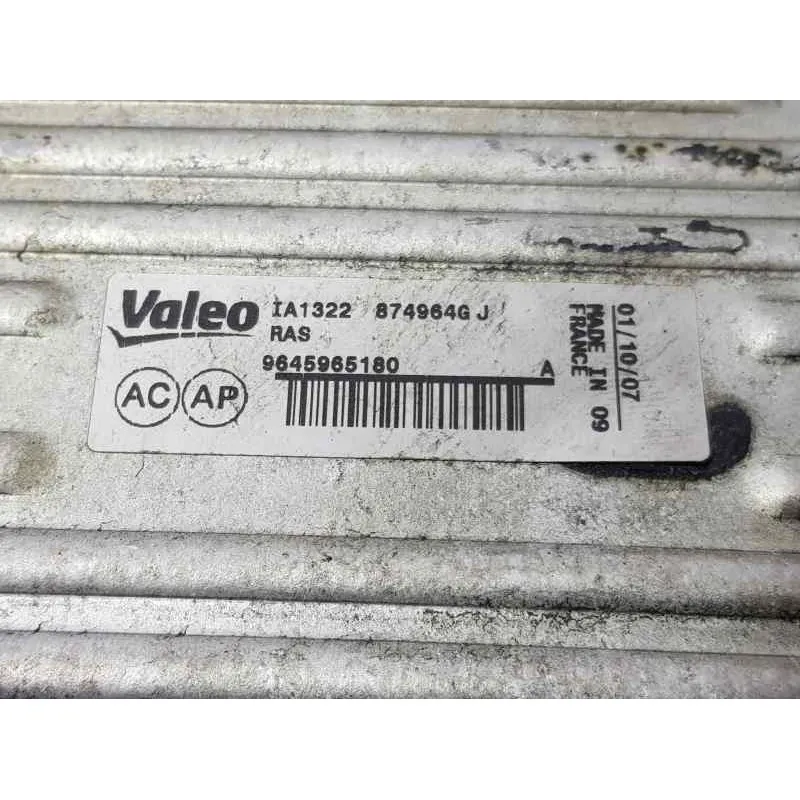 Valeo IA1322 874964G J
RAS
9645965180 A
AC AP
01/10/07
MADE IN 09
FRANCE